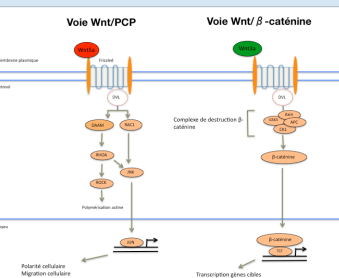 Voie Wnt/PCP
Voie Wnt/β-caténine
Wnt5a
Wnt3a
Frizzled
membrane plasmique
DVL
DVL
DAAM
RAC1
Complexe de destruction β-
caténine
Axin
GSK3
APC
CK1
RHOA
β-caténine
JNK
ROCK
Polymérisation actine
JUN
β-caténine
TCF
Polarité cellulaire
Migration cellulaire
Transcription gènes cibles